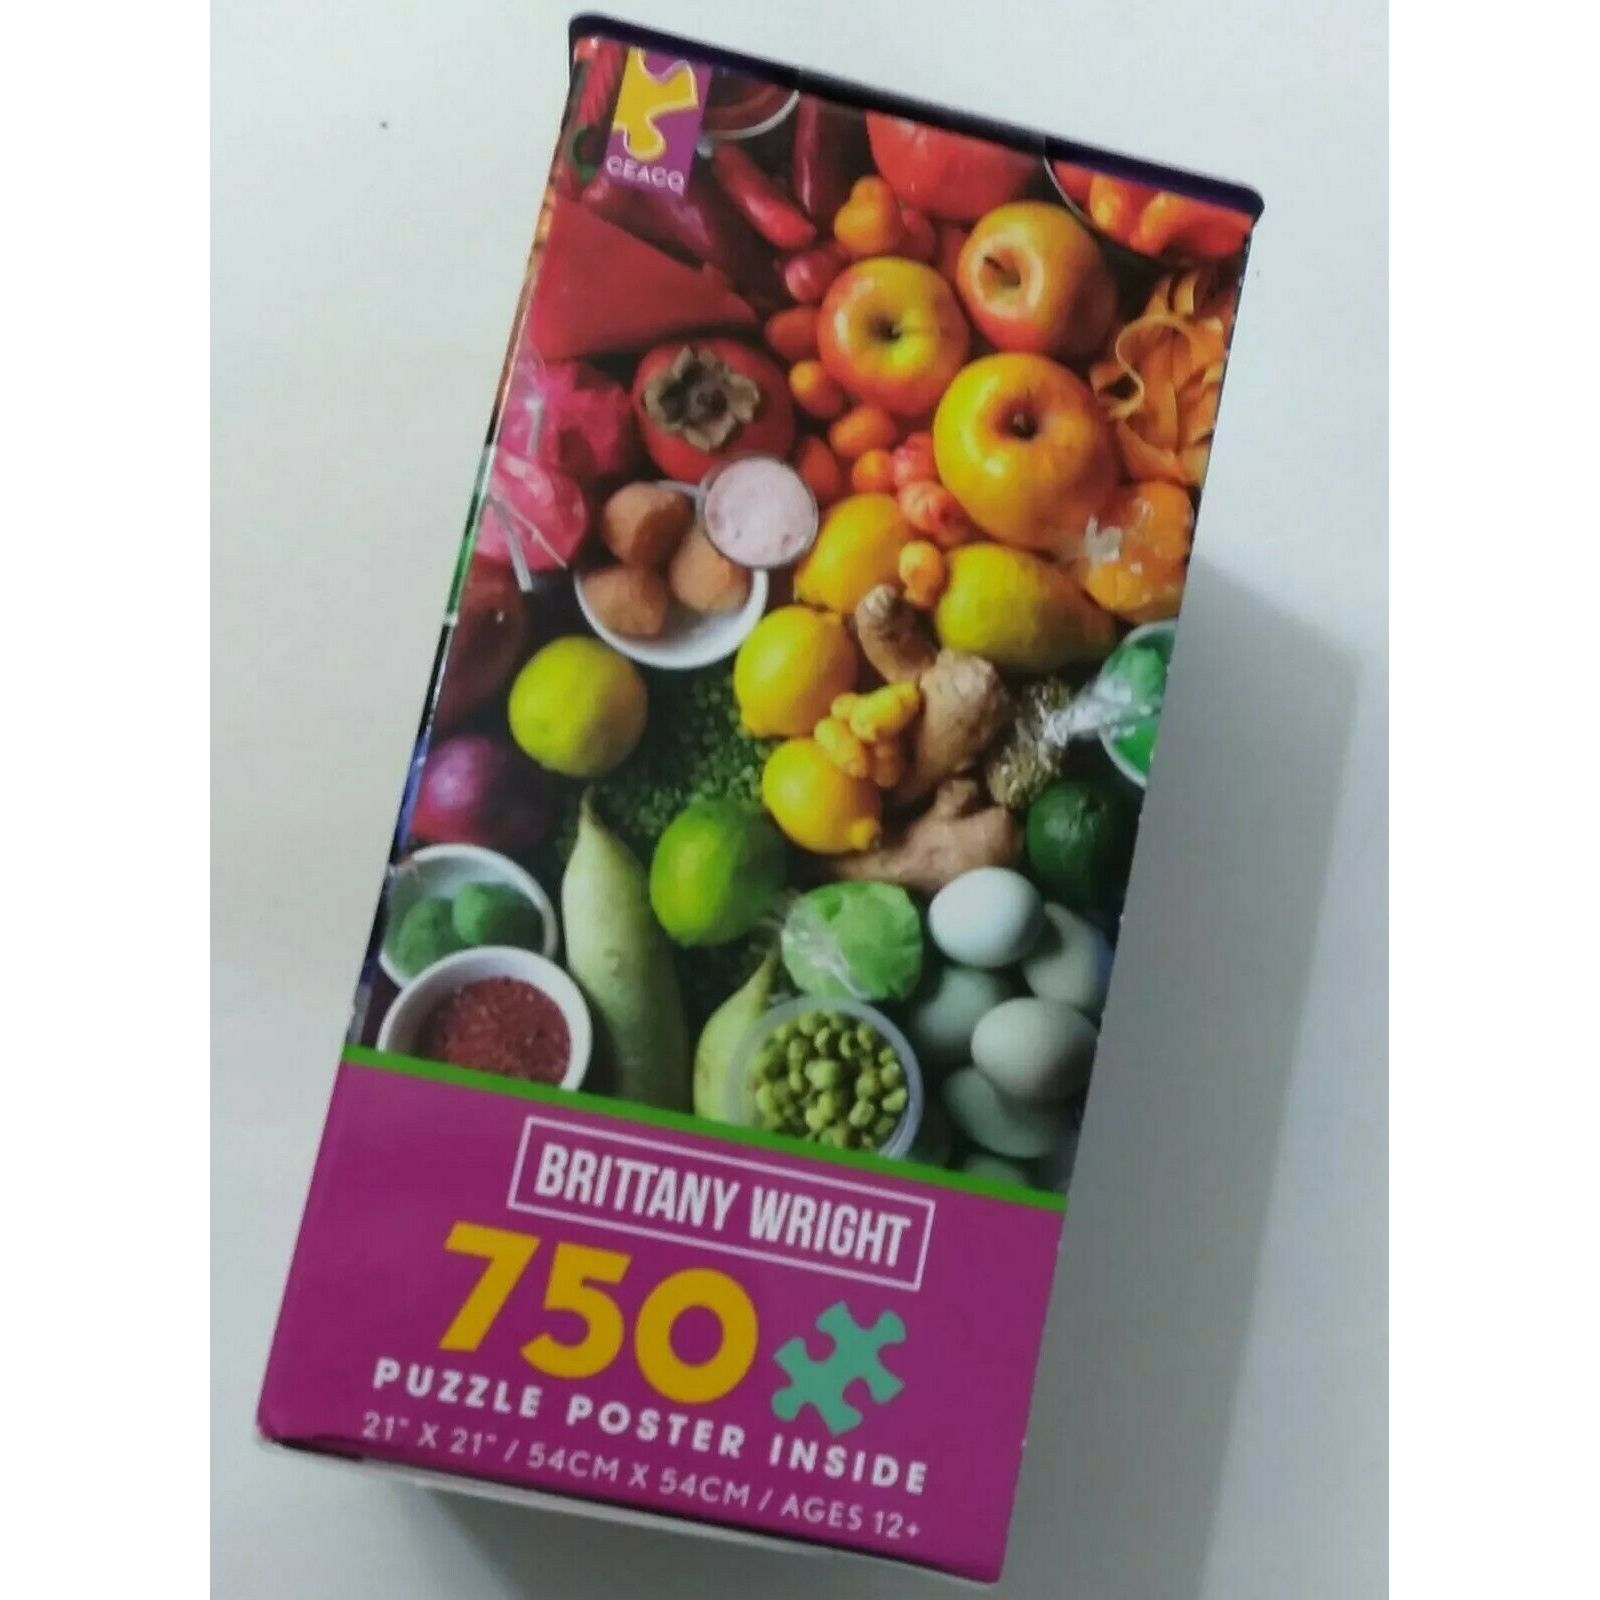 CEACO
BRITTANY WRIGHT
750
PUZZLE POSTER INSIDE
21" X 21" / 54CM X 54CM / AGES 12+